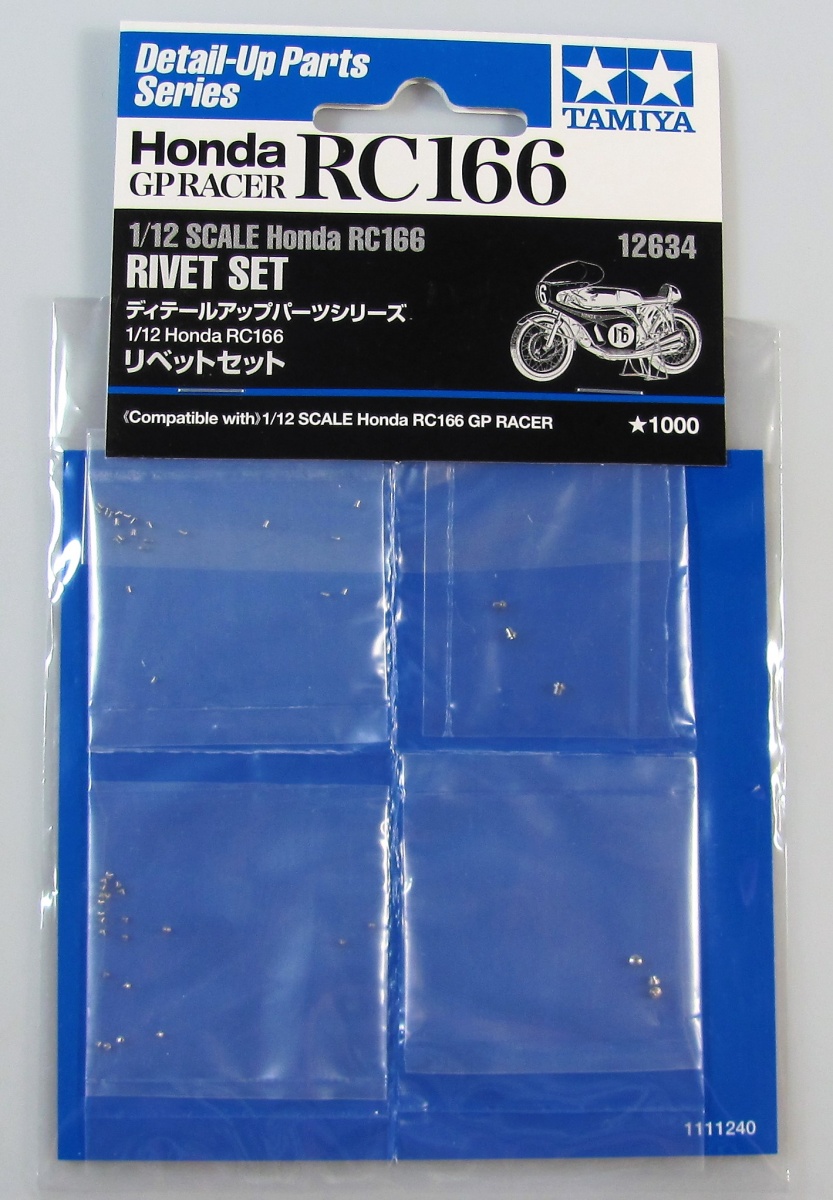 Detail-Up Parts
Series
TAMIYA
Honda
GP RACER
RC166
1/12 SCALE Honda RC166
12634
RIVET SET
ディテールアップパーツシリーズ
1/12 Honda RC166
リベットセット
6
16
《Compatible with》1/12 SCALE Honda RC166 GP RACER
★1000
1111240